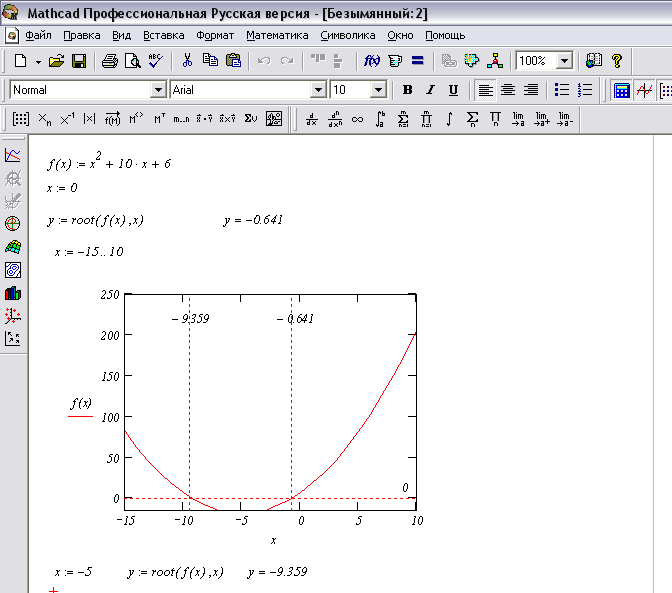 Mathcad Профессиональная Русская версия - [Безымянный:2]
Файл Правка Вид Вставка Формат Математика Символика Окно Помощь
100%
Normal Arial 10 B I U
f(x) := x² + 10 · x + 6
x := 0
y := root(f(x),x) y = -0.641
x := -15..10
250
-9.359 -0.641
200
150
f(x)
100
50
0
0
-15 -10 -5 0 5 10
x
x := -5 y := root(f(x),x) y = -9.359